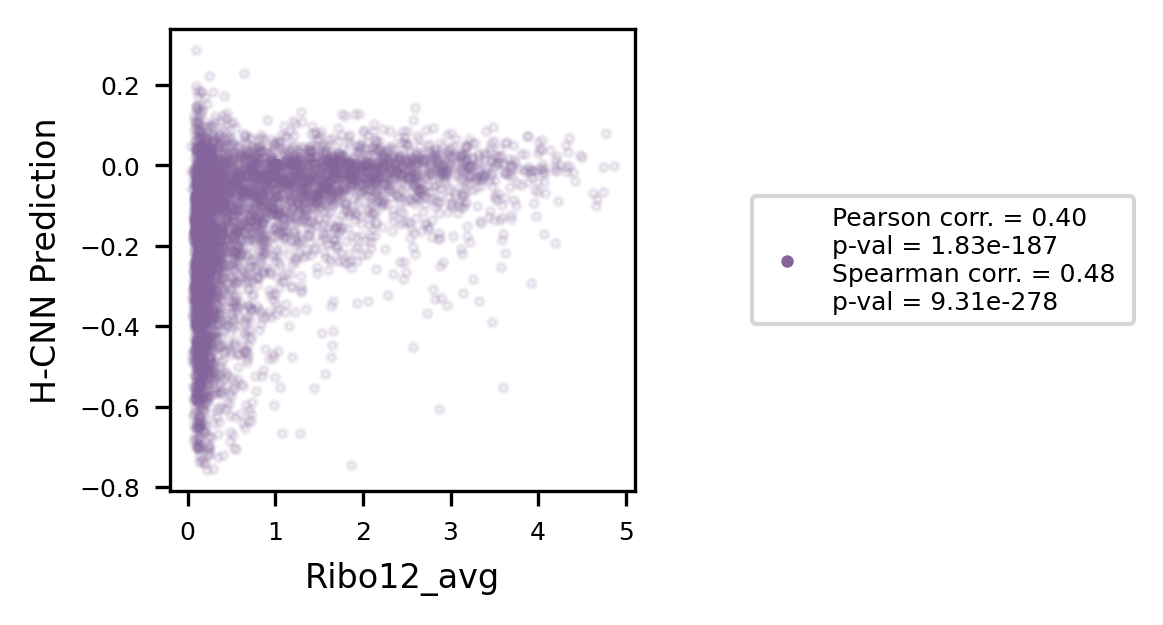 H-CNN Prediction
0.2
0.0
−0.2
−0.4
−0.6
−0.8
0
1
2
3
4
5
Ribo12_avg
Pearson corr. = 0.40
p-val = 1.83e-187
Spearman corr. = 0.48
p-val = 9.31e-278